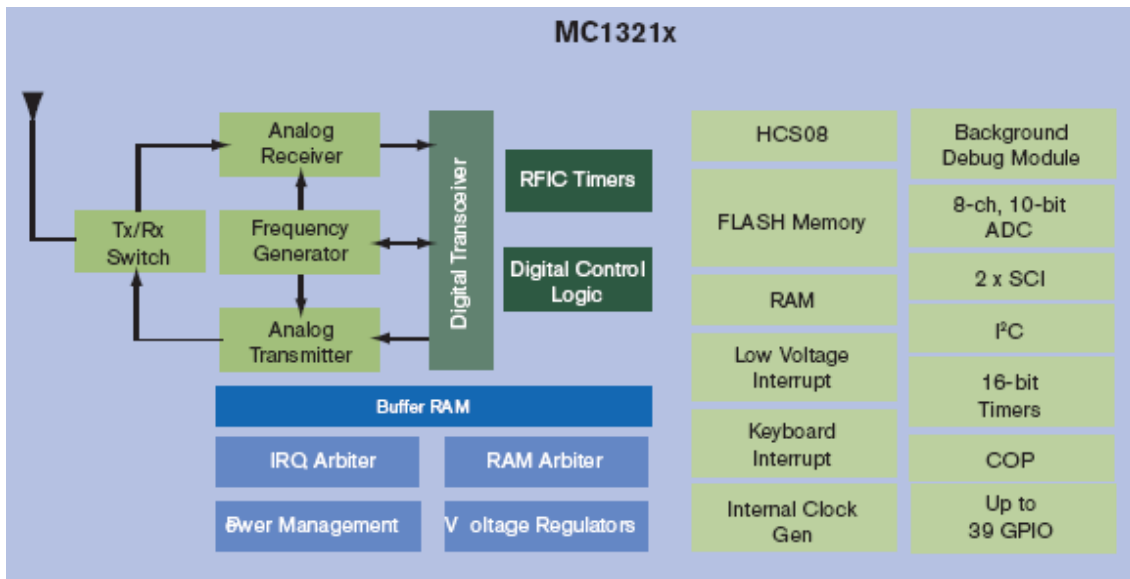 MC1321x
Analog
Receiver
Tx/Rx
Switch
Frequency
Generator
Analog
Transmitter
Digital Transceiver
RFIC Timers
Digital Control
Logic
Buffer RAM
IRQ Arbiter
RAM Arbiter
Power Management
V oltage Regulators
HCS08
FLASH Memory
RAM
Low Voltage
Interrupt
Keyboard
Interrupt
Internal Clock
Gen
Background
Debug Module
8-ch, 10-bit
ADC
2 x SCI
I²C
16-bit
Timers
COP
Up to
39 GPIO